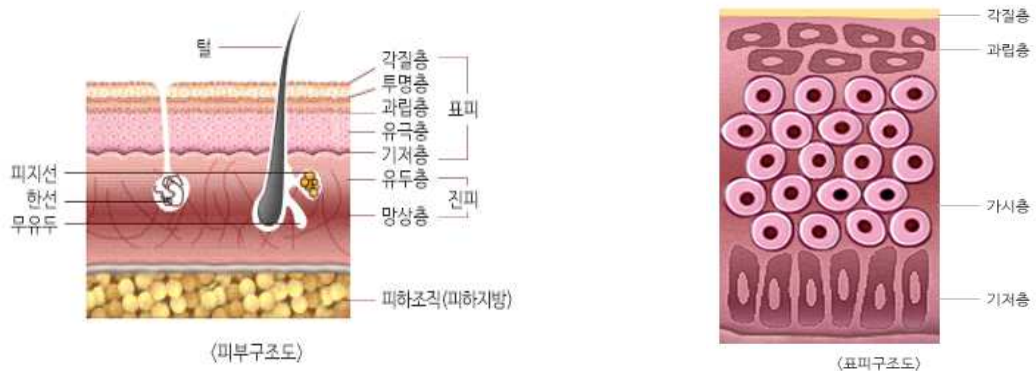 털
각질층
투명층
과립층
표피
유극층
기저층
피지선
유두층
한선
진피
무유두
망상층
피하조직(피하지방)
〈피부구조도〉
각질층
과립층
가시층
기저층
〈표피구조도〉